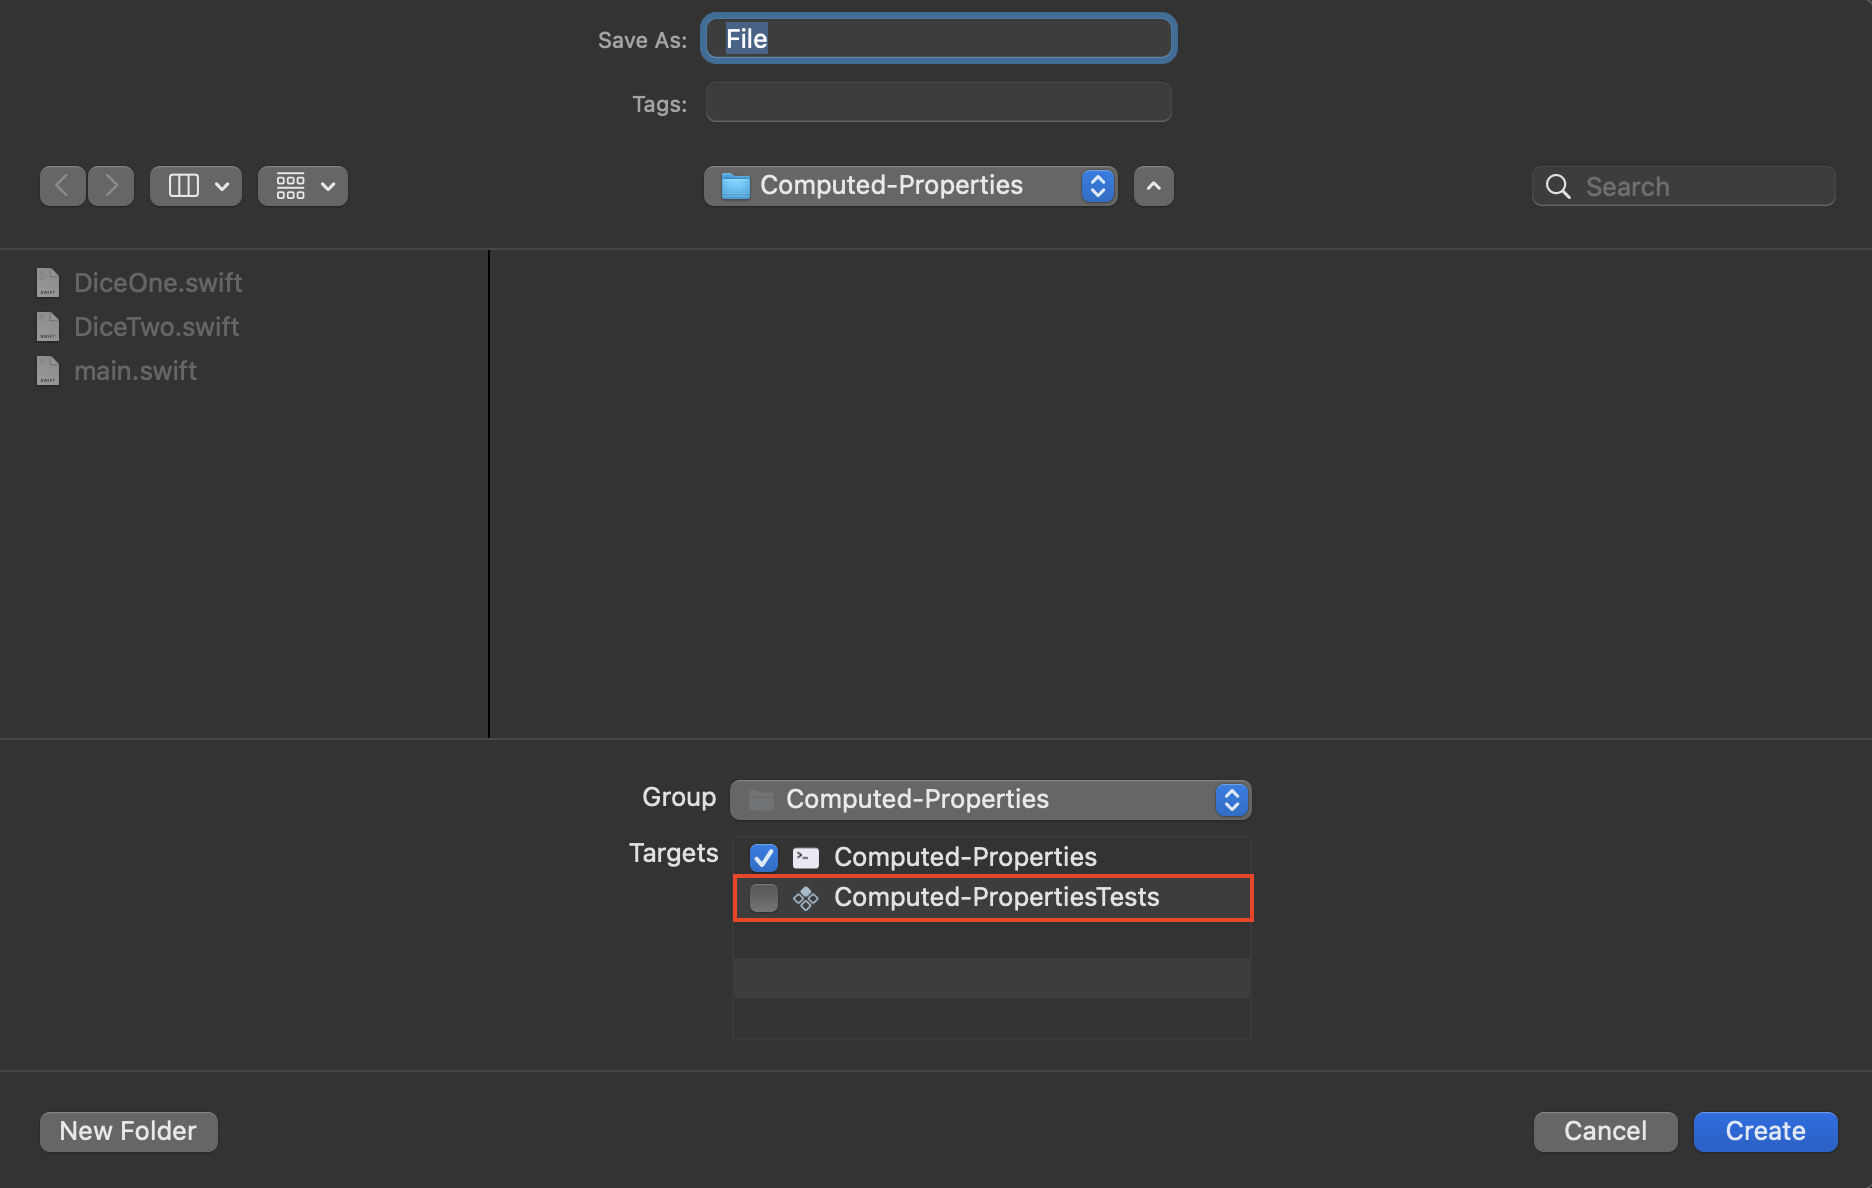 Save As: File
Tags:
Computed-Properties
Search
DiceOne.swift
DiceTwo.swift
main.swift
Group Computed-Properties
Targets Computed-Properties
Computed-PropertiesTests
New Folder Cancel Create